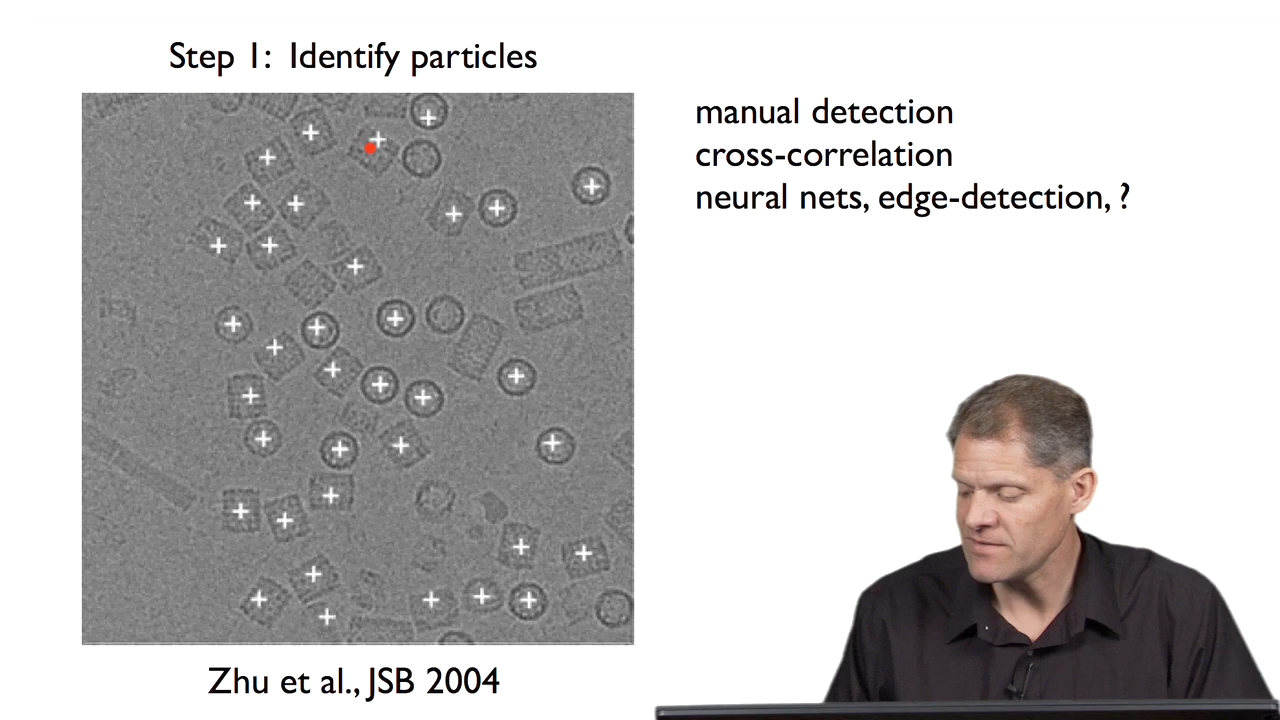 Step 1: Identify particles
manual detection
cross-correlation
neural nets, edge-detection, ?
Zhu et al., JSB 2004